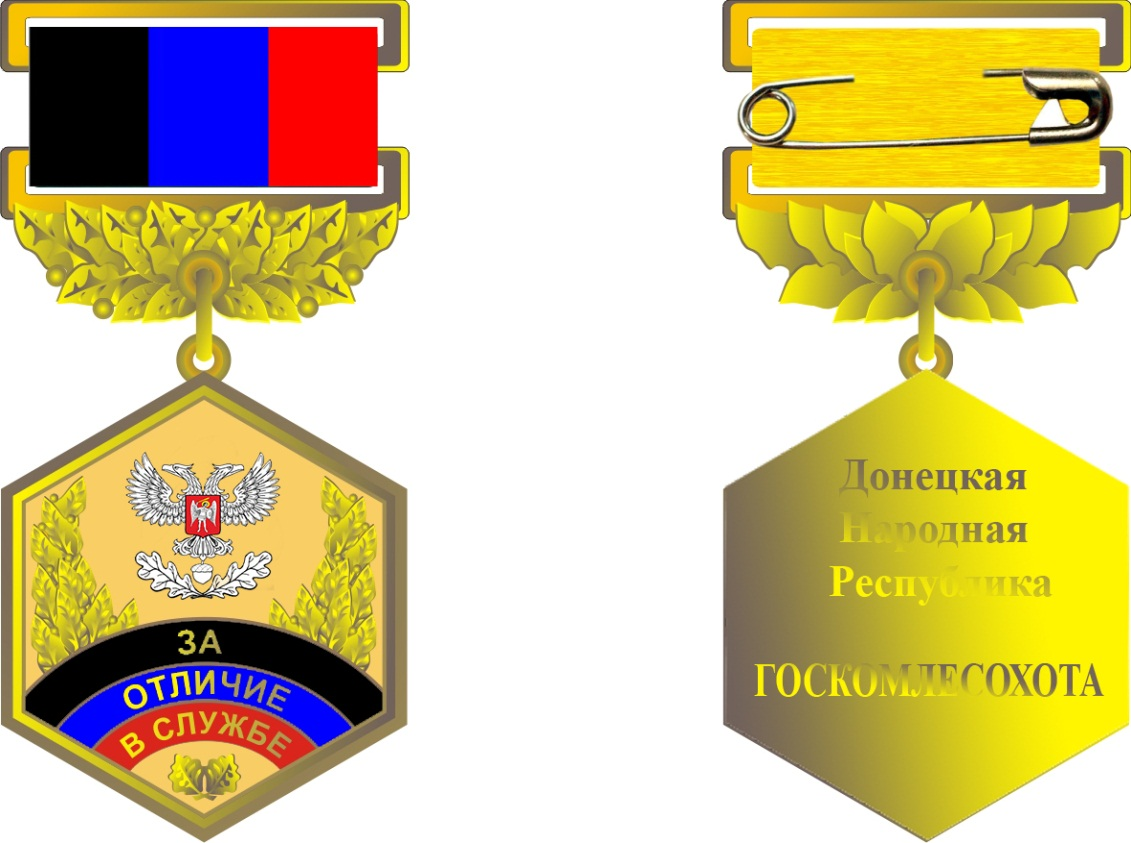 ЗА
ОТЛИЧИЕ
В СЛУЖБЕ
Донецкая
Народная
Республика
ГОСКОМЛЕСОХОТА